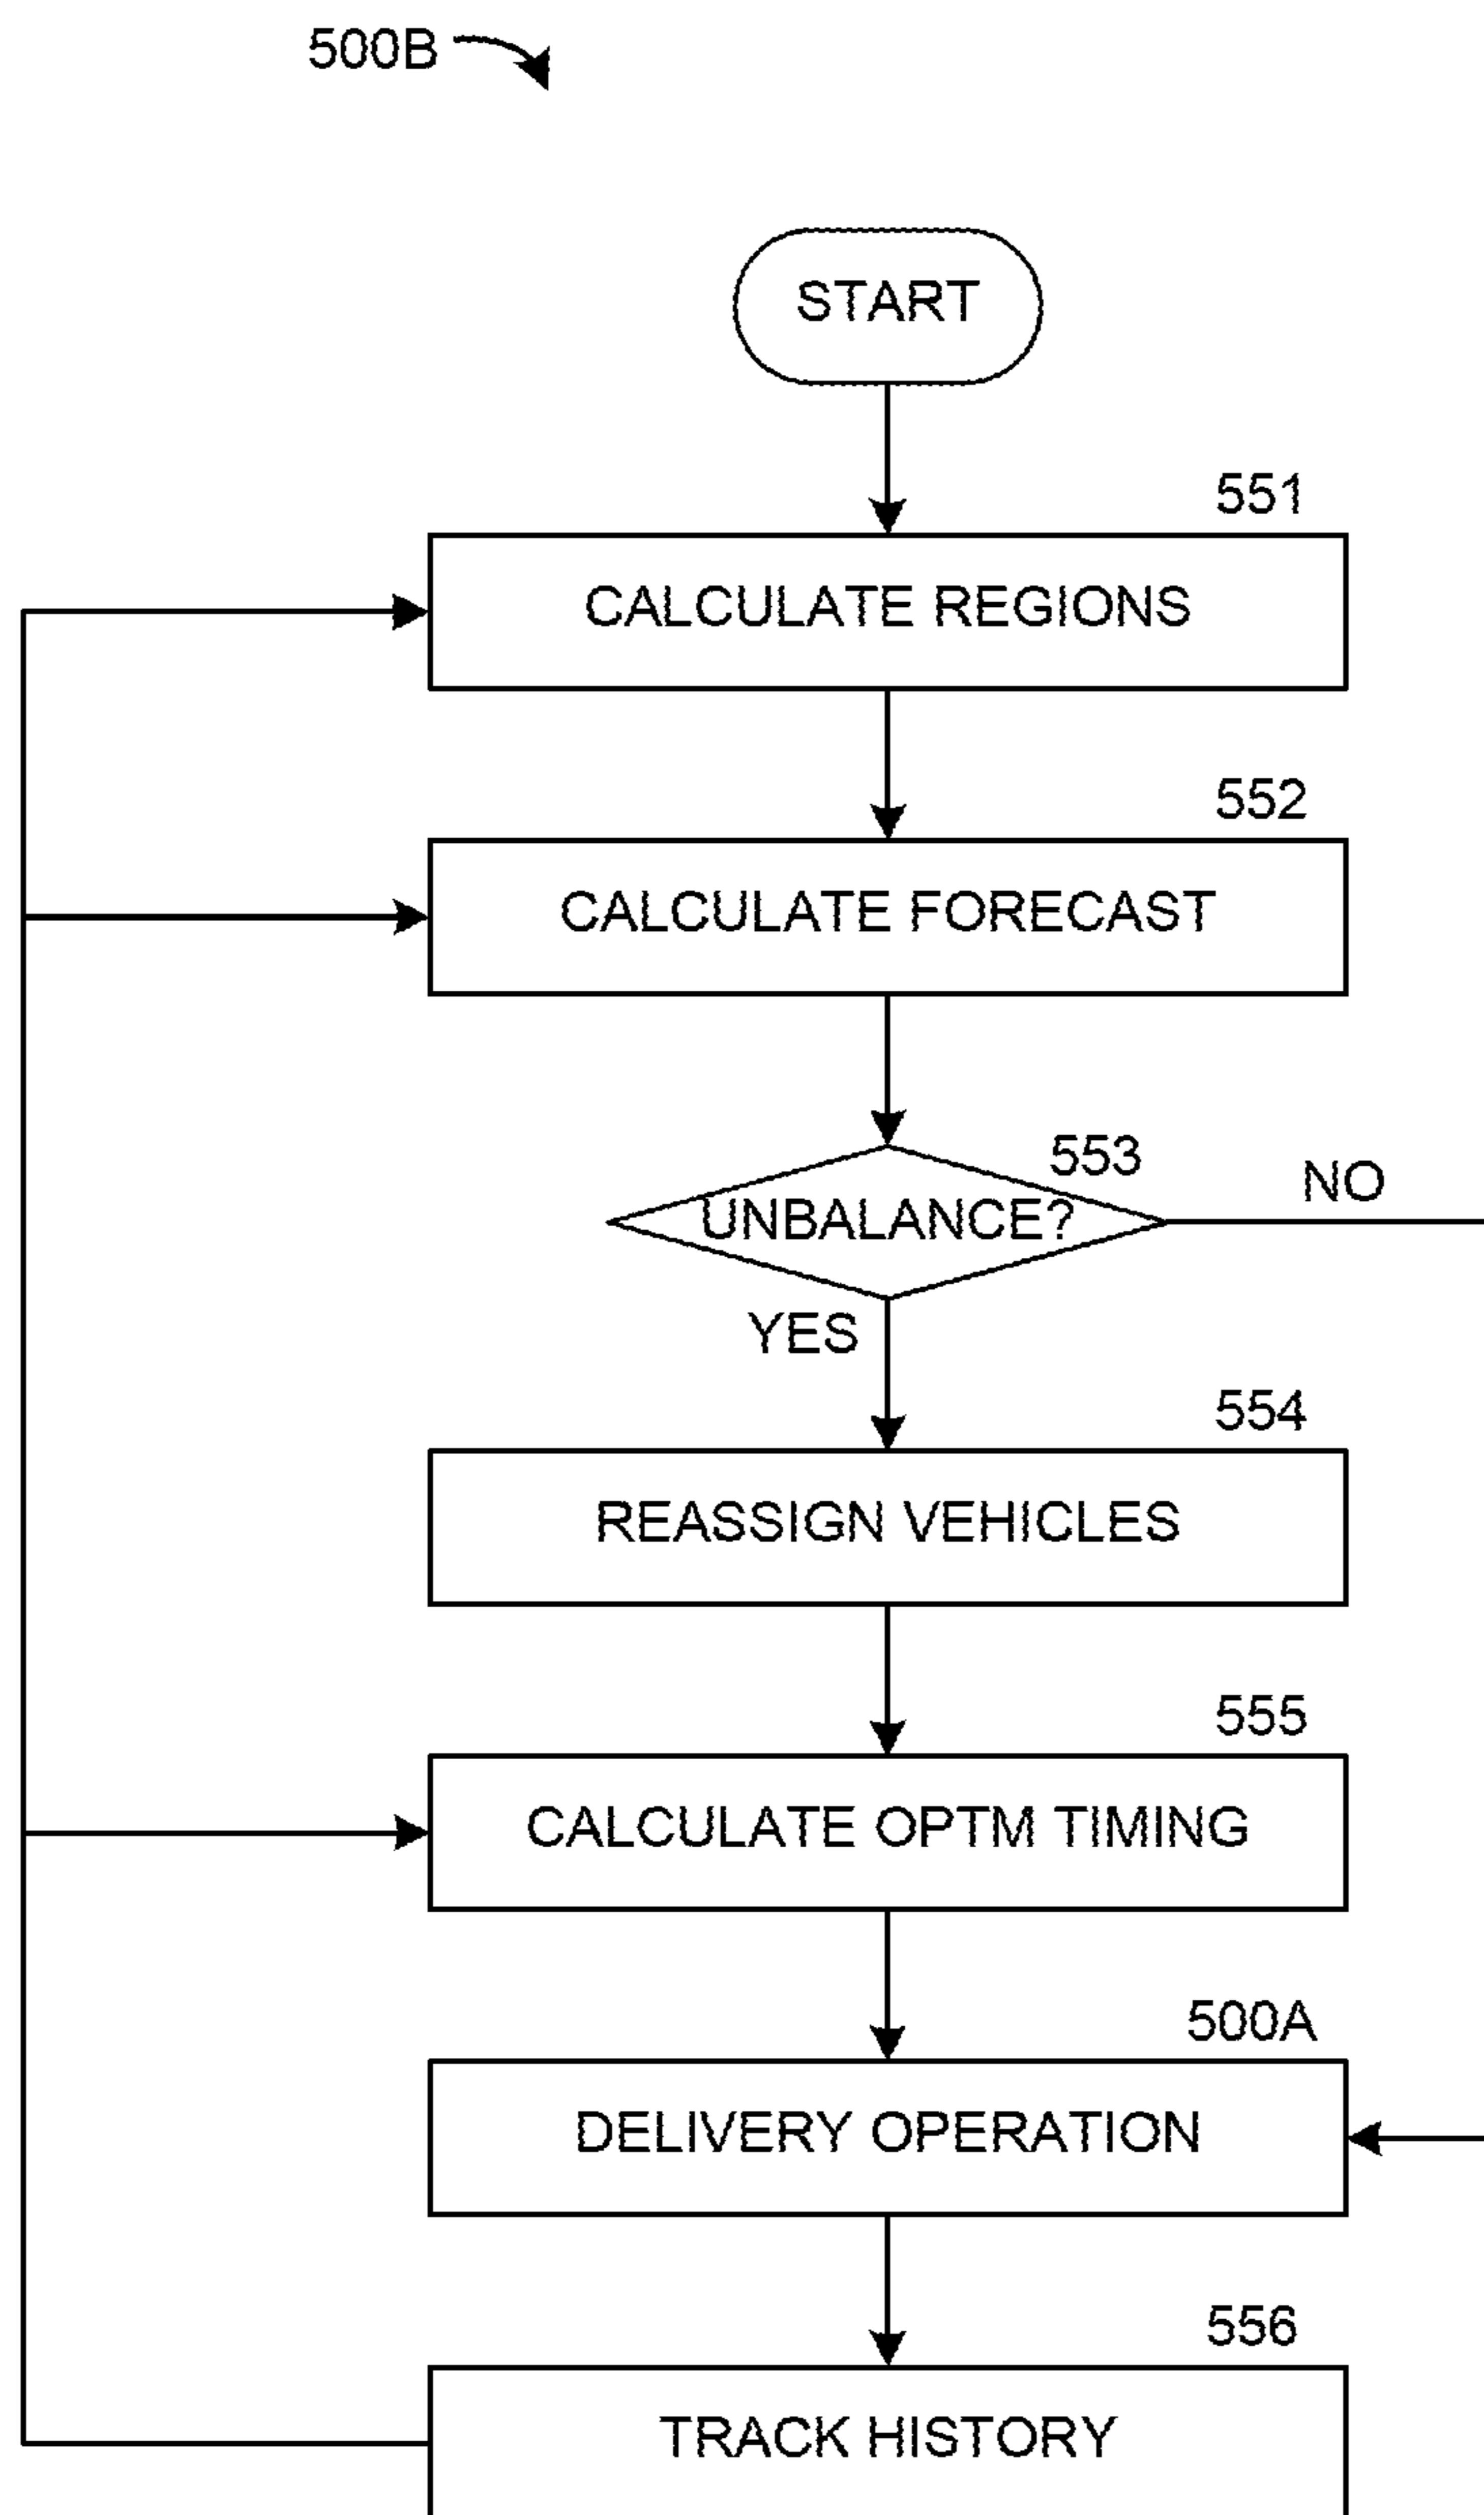 500B
START
551
CALCULATE REGIONS
552
CALCULATE FORECAST
553
UNBALANCE?
NO
YES
554
REASSIGN VEHICLES
555
CALCULATE OPTM TIMING
500A
DELIVERY OPERATION
556
TRACK HISTORY